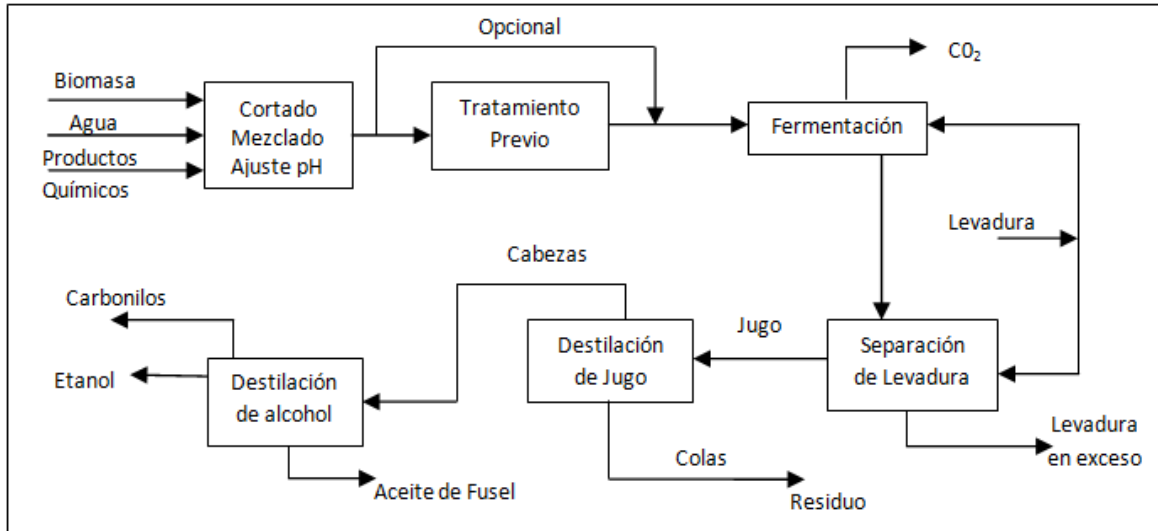 Opcional
C0₂
Biomasa
Agua
Productos
Químicos
Cortado
Mezclado
Ajuste pH
Tratamiento
Previo
Fermentación
Levadura
Cabezas
Carbonilos
Etanol
Destilación
de alcohol
Aceite de Fusel
Destilación
de Jugo
Jugo
Separación
de Levadura
Colas
Residuo
Levadura
en exceso